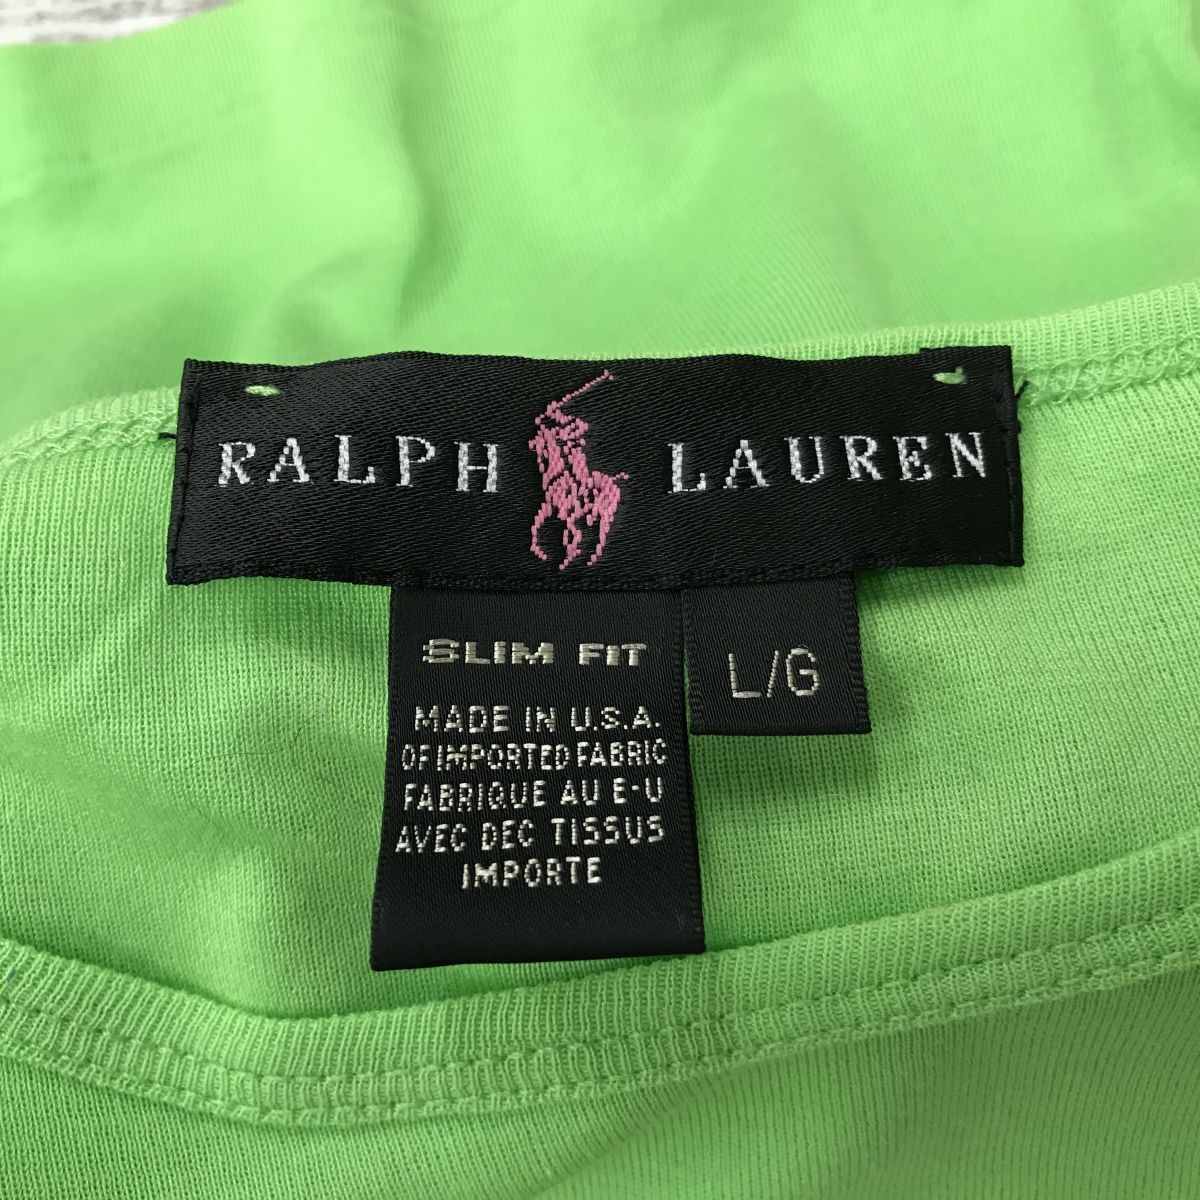 RALPH LAUREN
SLIM FIT
L/G
MADE IN U.S.A.
OF IMPORTED FABRIC
FABRIQUE AU E-U
AVEC DEC TISSUS
IMPORTE